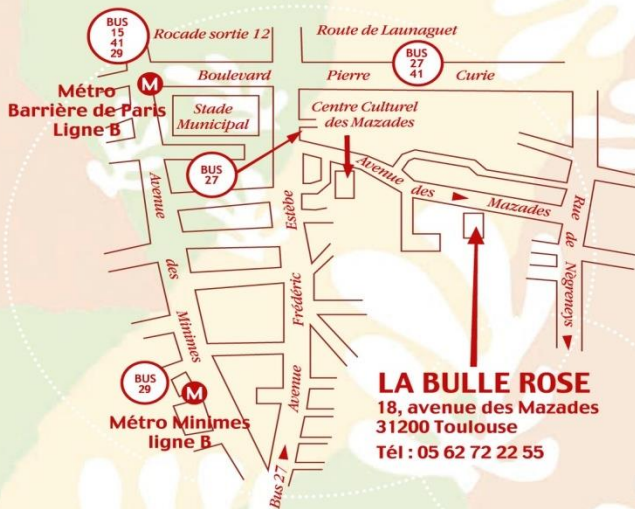 BUS
15
41
29
Rocade sortie 12
Route de Launaguet
BUS
27
41
Boulevard Pierre Curie
Métro
Barrière de Paris
Ligne B
M
Stade
Municipal
Centre Culturel
des Mazades
BUS
27
Avenue des Mazades
Avenue des Minimes
Avenue Frédéric Estèbe
Rue de Nègreneys
BUS
29
M
Métro Minimes
ligne B
Bus 27
LA BULLE ROSE
18, avenue des Mazades
31200 Toulouse
Tél : 05 62 72 22 55